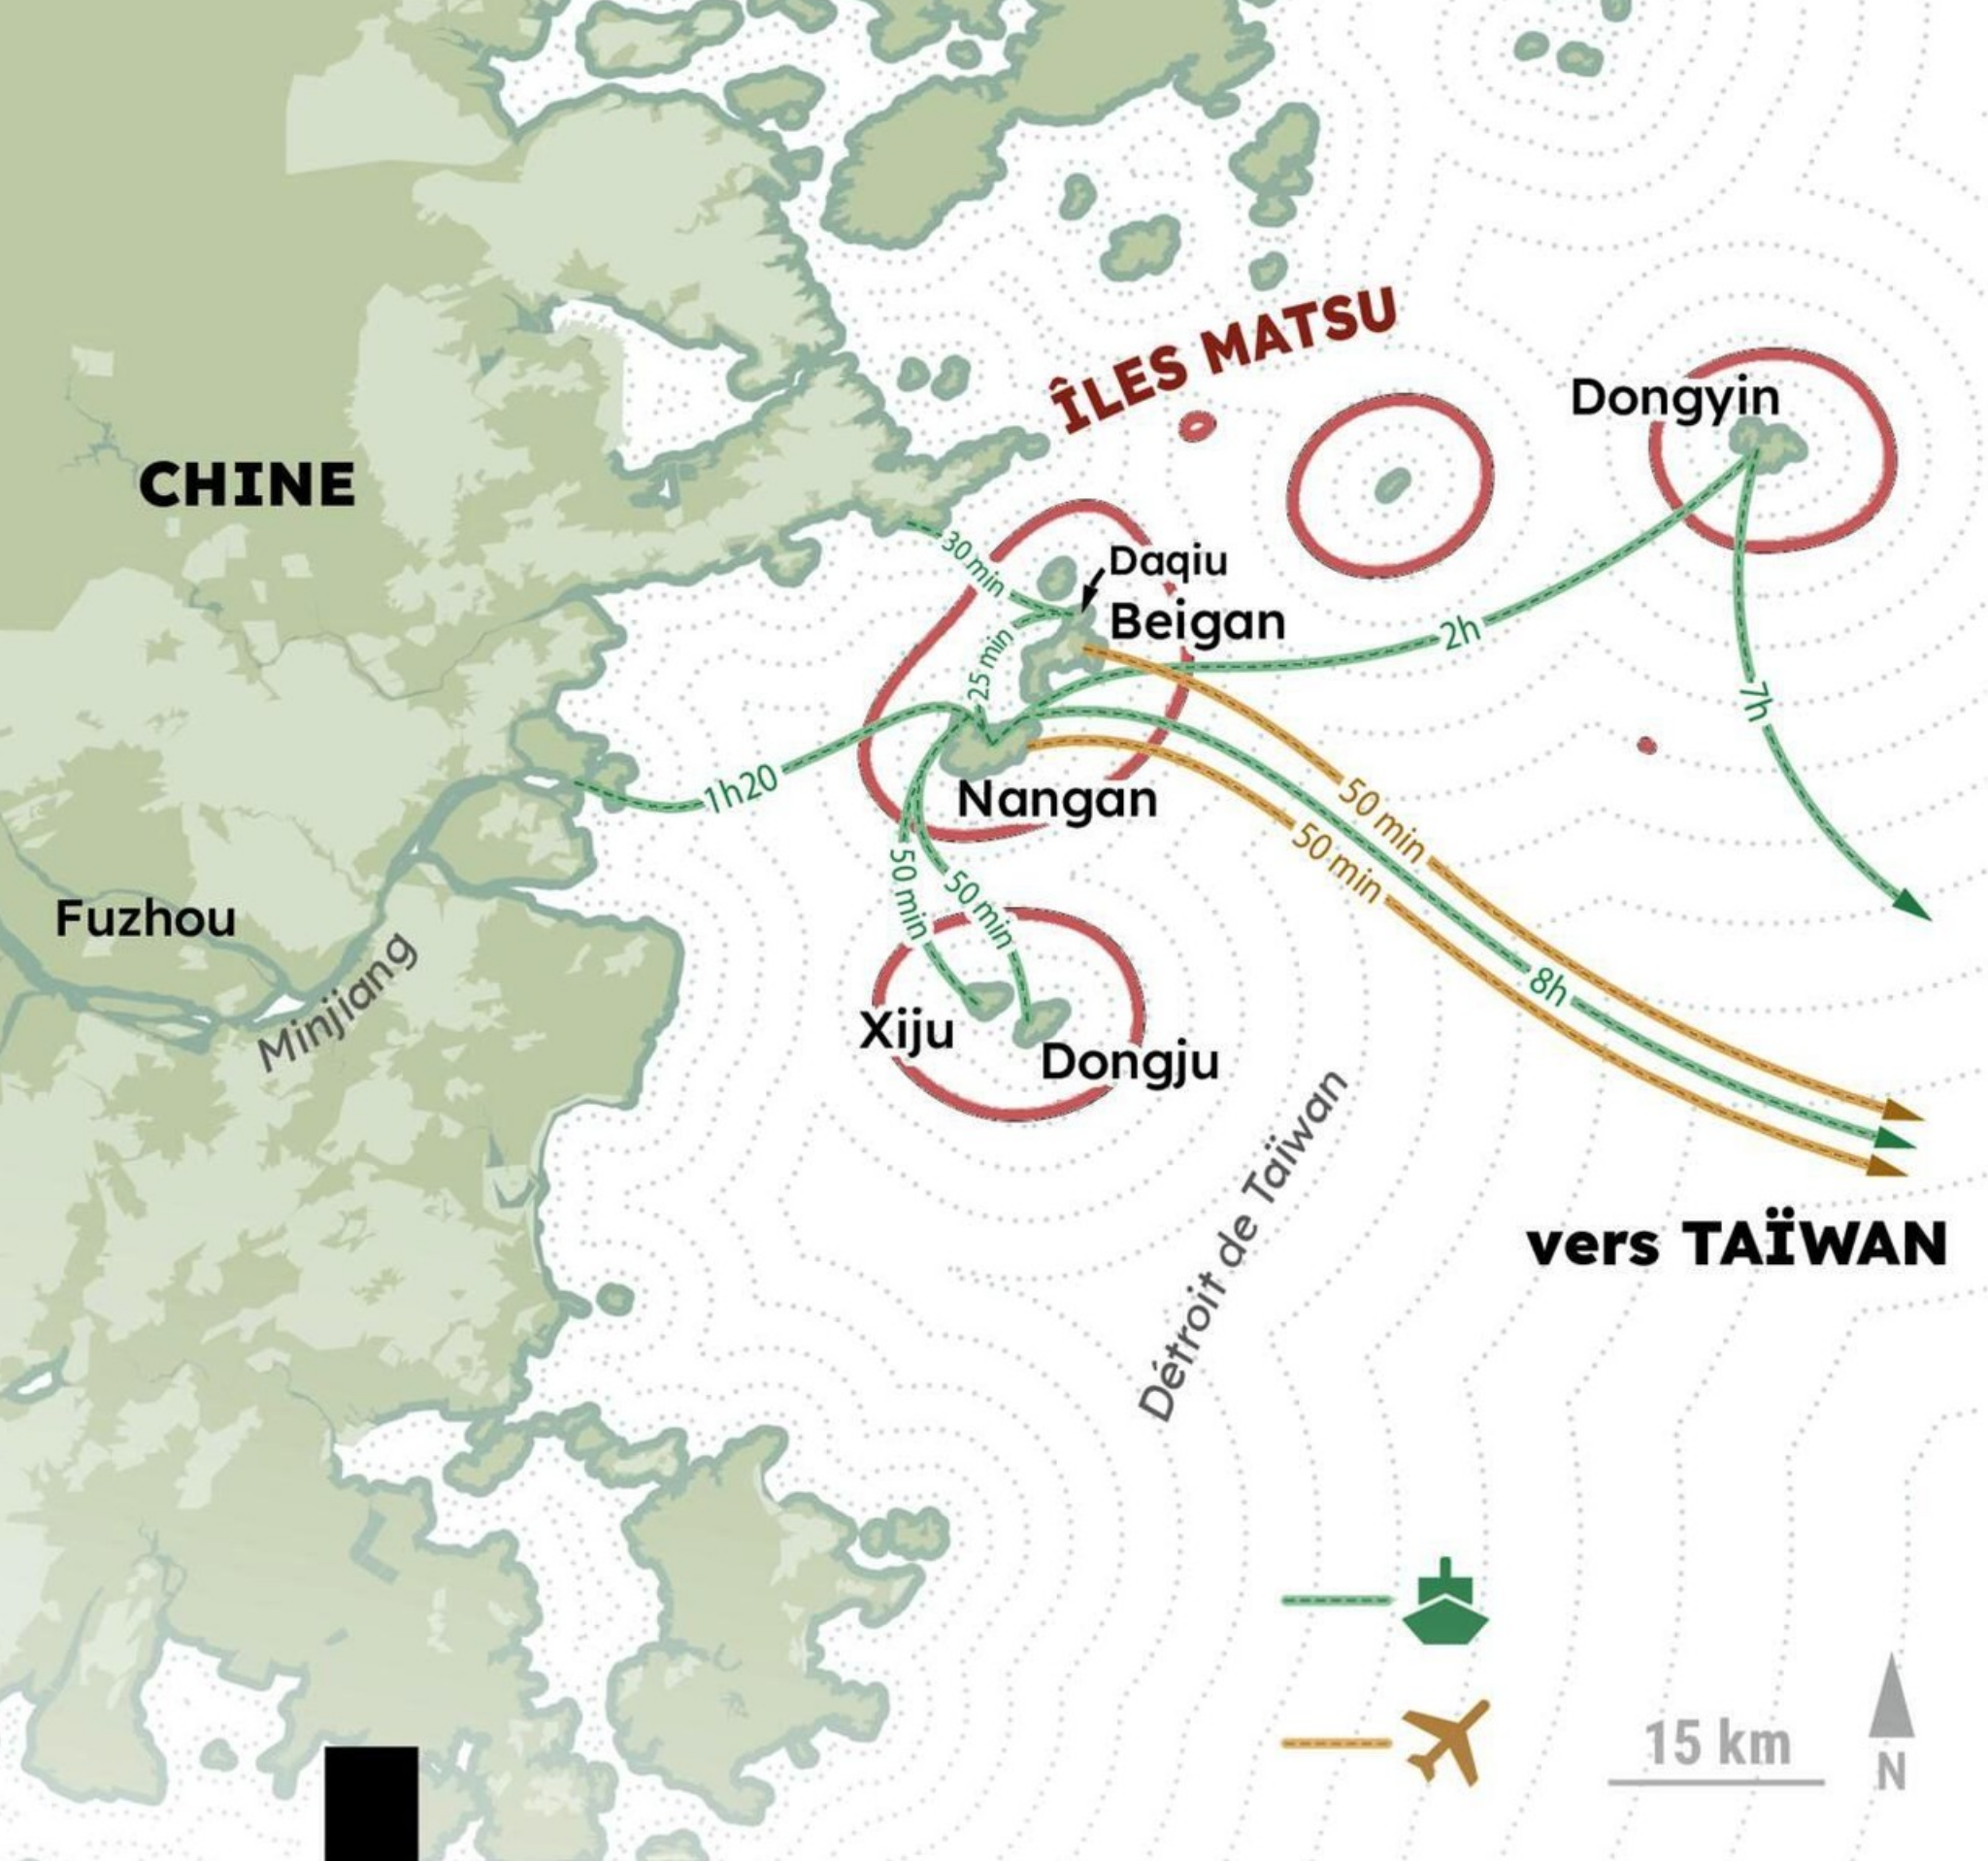 ÎLES MATSU
Dongyin
CHINE
30 min
Daqiu
Beigan
2h
25 min
7h
1h20
Nangan
50 min
50 min
50 min
50 min
Fuzhou
Minjiang
8h
Xiju
Dongju
Détroit de Taïwan
vers TAÏWAN
15 km
N